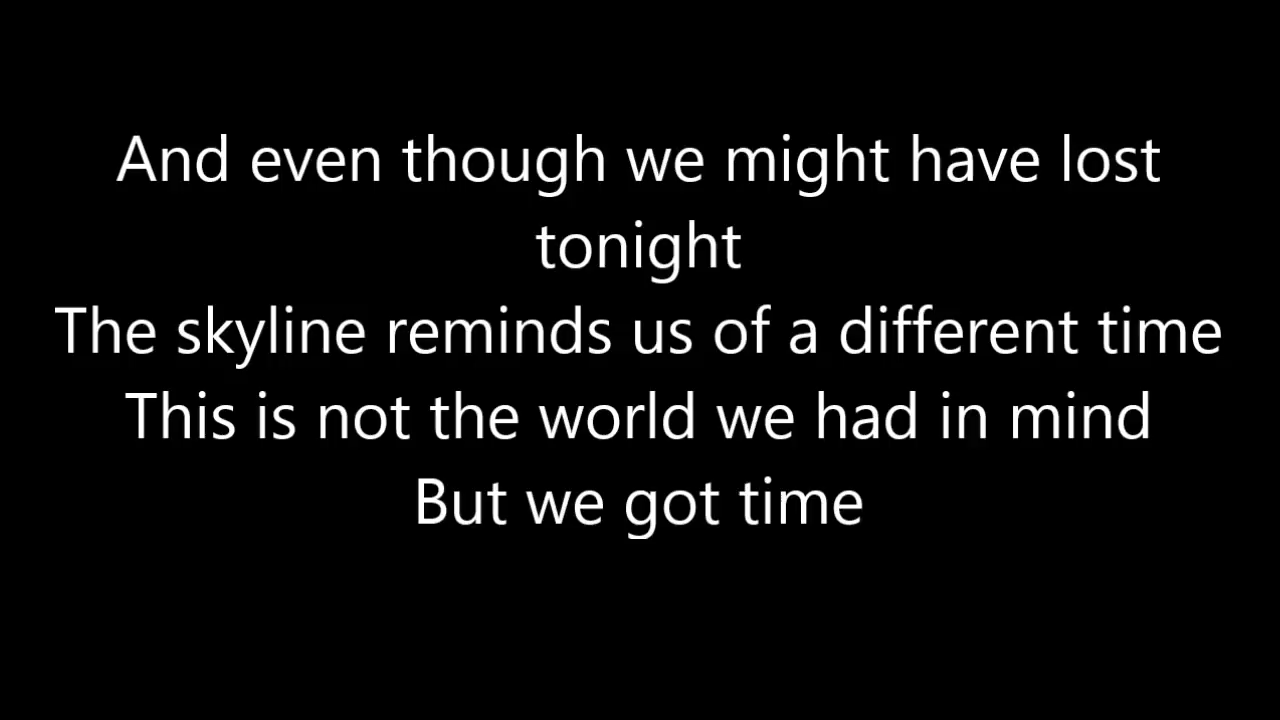 And even though we might have lost
tonight
The skyline reminds us of a different time
This is not the world we had in mind
But we got time